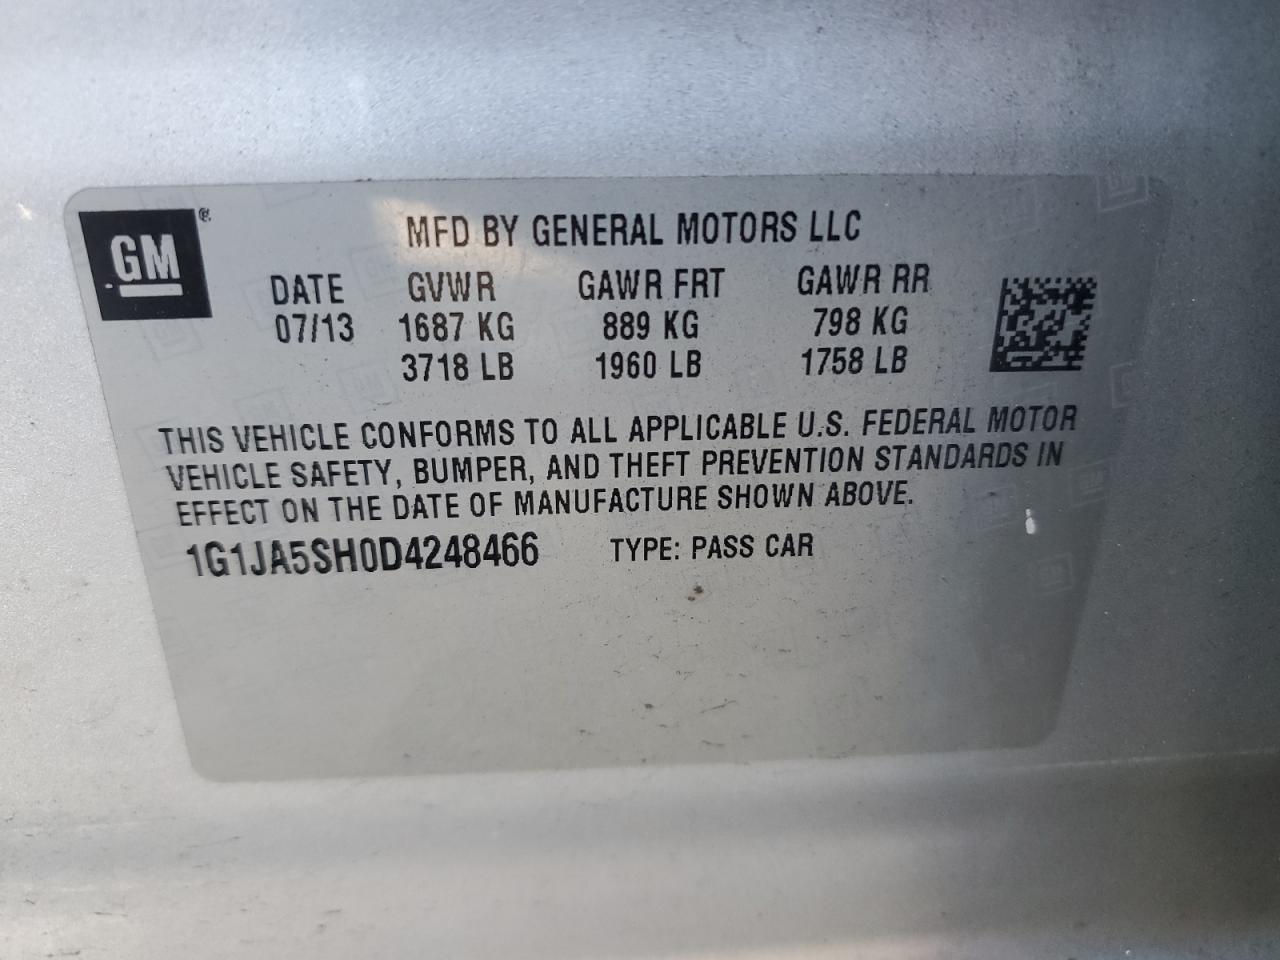 GM ®
MFD BY GENERAL MOTORS LLC
DATE GVWR GAWR FRT GAWR RR
07/13 1687 KG 889 KG 798 KG
3718 LB 1960 LB 1758 LB
THIS VEHICLE CONFORMS TO ALL APPLICABLE U.S. FEDERAL MOTOR
VEHICLE SAFETY, BUMPER, AND THEFT PREVENTION STANDARDS IN
EFFECT ON THE DATE OF MANUFACTURE SHOWN ABOVE.
1G1JA5SH0D4248466 TYPE: PASS CAR